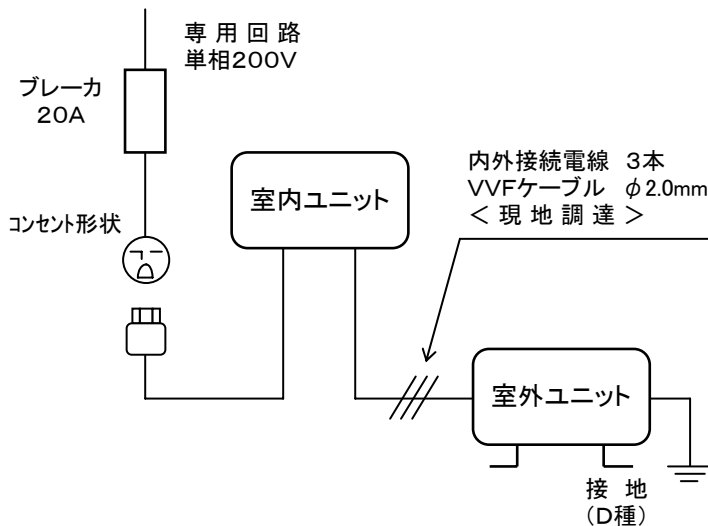 専用回路
単相200V
ブレーカ
20A
コンセント形状
室内ユニット
内外接続電線 3本
VVFケーブル φ2.0mm
＜現地調達＞
室外ユニット
接地
(D種)